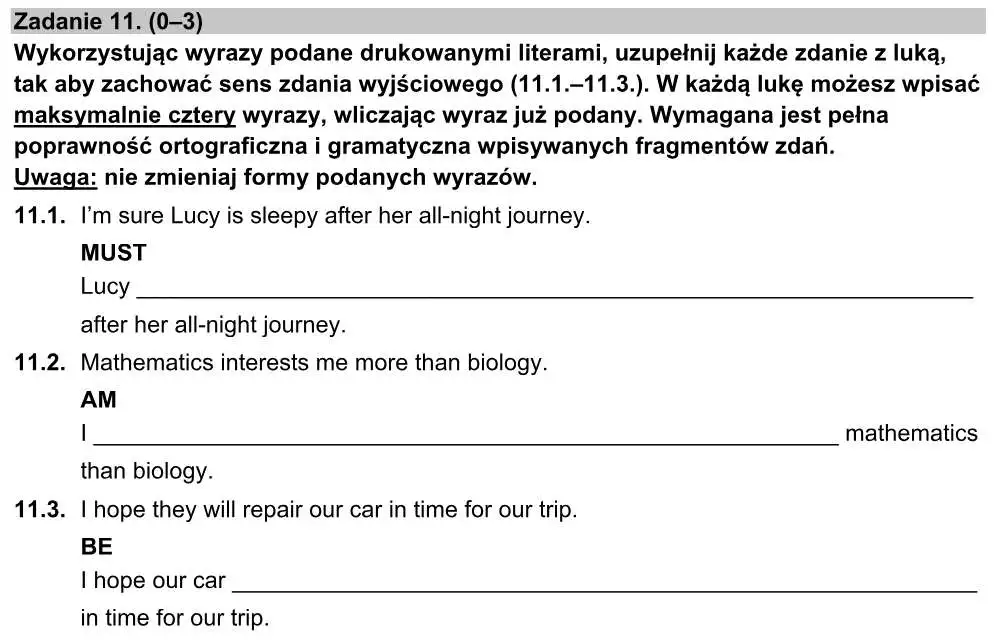 Zadanie 11. (0–3)
Wykorzystując wyrazy podane drukowanymi literami, uzupełnij każde zdanie z luką,
tak aby zachować sens zdania wyjściowego (11.1.–11.3.). W każdą lukę możesz wpisać
maksymalnie cztery wyrazy, wliczając wyraz już podany. Wymagana jest pełna
poprawność ortograficzna i gramatyczna wpisywanych fragmentów zdań.
Uwaga: nie zmieniaj formy podanych wyrazów.
11.1. I’m sure Lucy is sleepy after her all-night journey.
MUST
Lucy ______
after her all-night journey.
11.2. Mathematics interests me more than biology.
AM
I ______ mathematics
than biology.
11.3. I hope they will repair our car in time for our trip.
BE
I hope our car ______
in time for our trip.